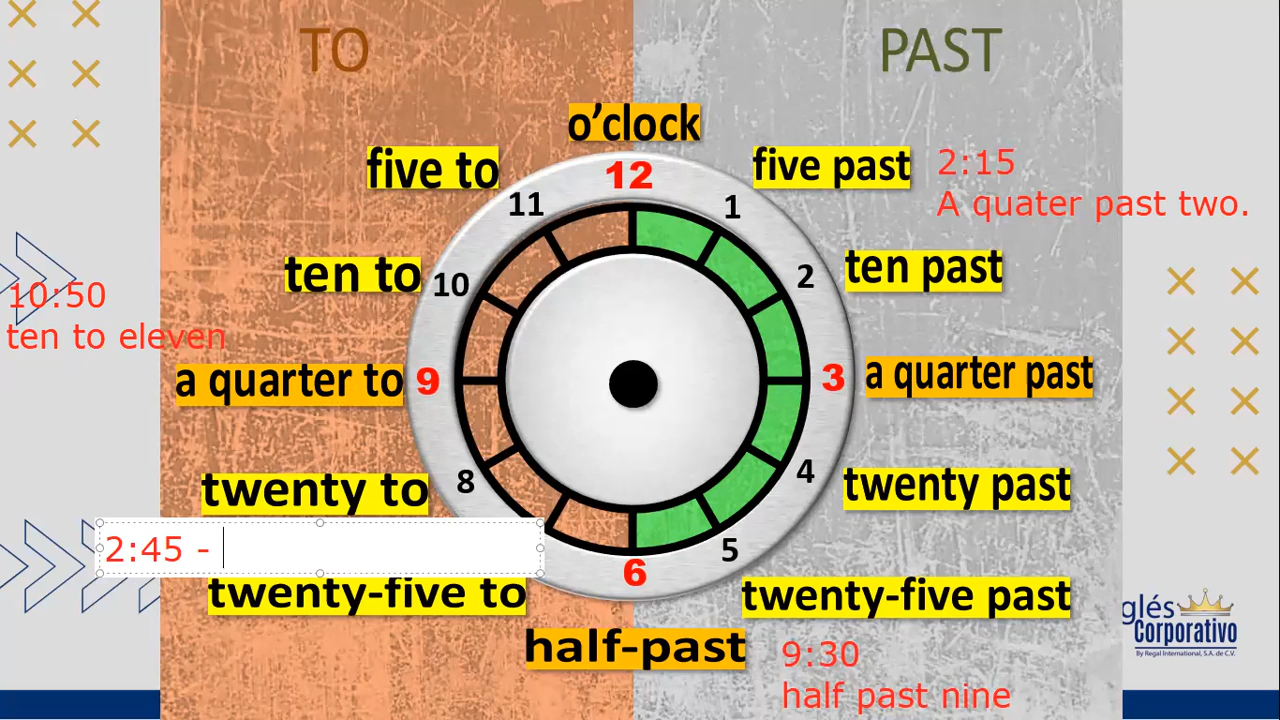 TO
PAST
o'clock
five to
12
five past
2:15
A quater past two.
11
1
ten to
10
2
ten past
10:50
ten to eleven
a quarter to
9
3
a quarter past
twenty to
8
4
twenty past
2:45 -
5
twenty-five to
6
twenty-five past
half-past
9:30
half past nine
glés
Corporativo
By Regal International, S.A. de C.V.